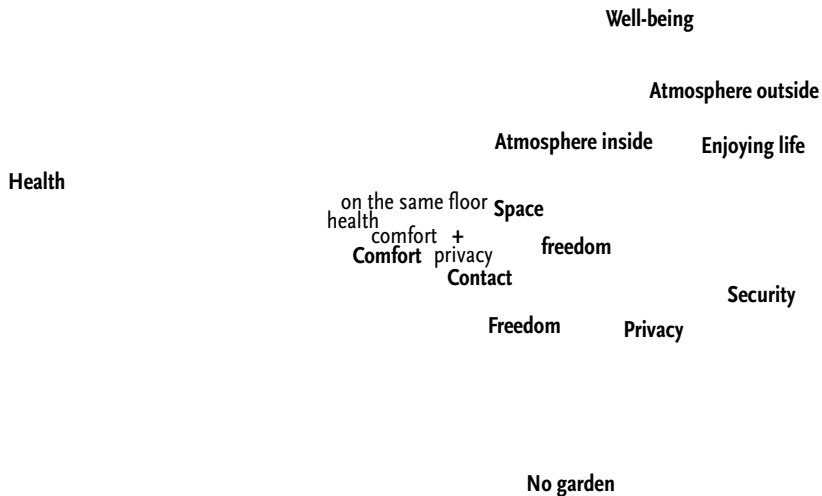 Well-being
Atmosphere outside
Atmosphere inside
Enjoying life
Health
on the same floor
Space
health
comfort
+
freedom
Comfort
privacy
Contact
Security
Freedom
Privacy
No garden